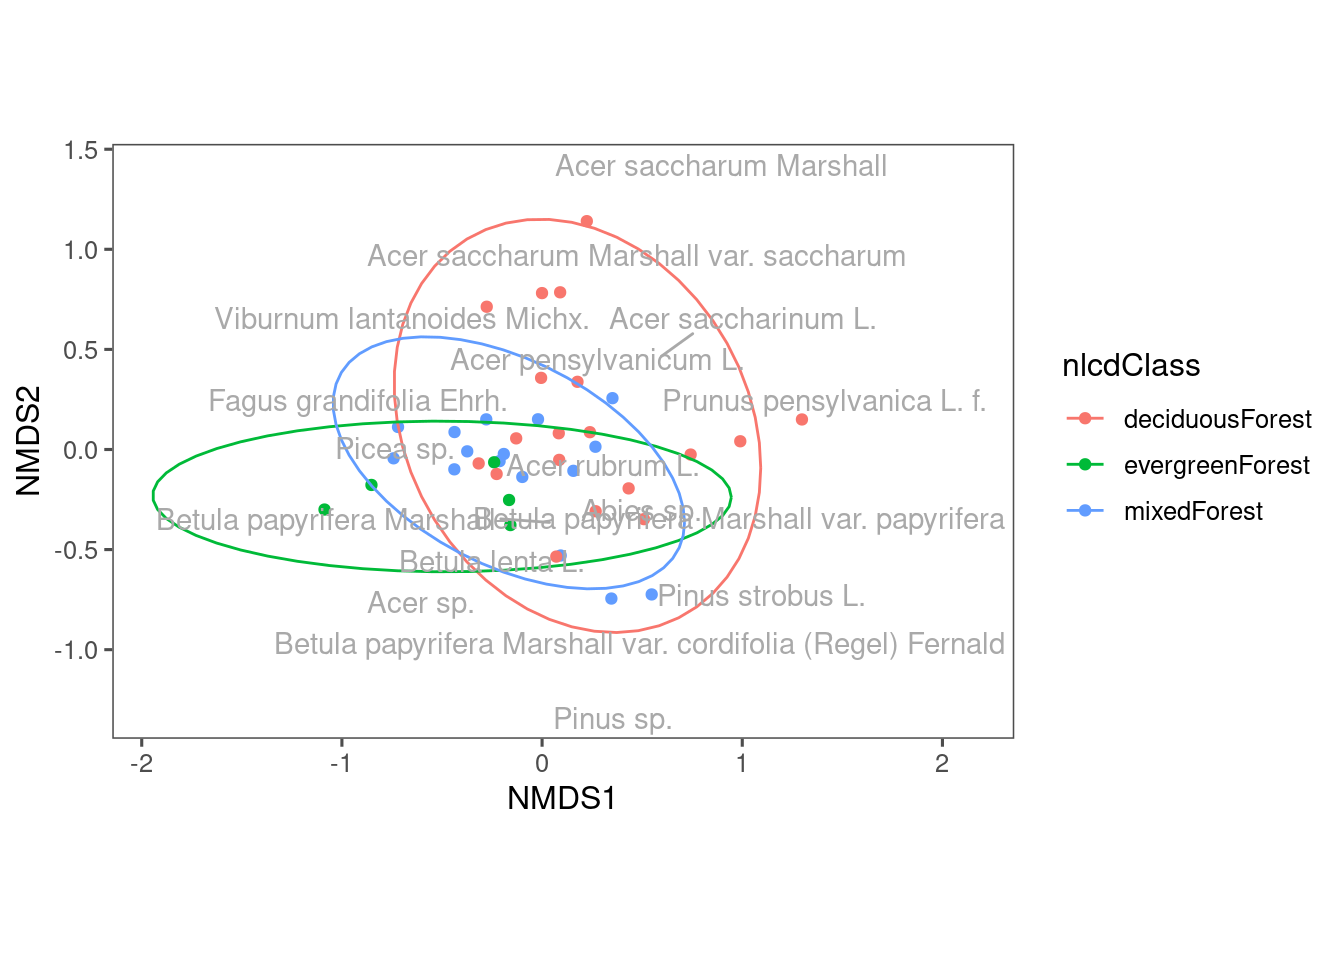 1.5
Acer saccharum Marshall
1.0
Acer saccharum Marshall var. saccharum
Viburnum lantanoides Michx.
Acer saccharinum L.
0.5
Acer pensylvanicum L.
Fagus grandifolia Ehrh.
Prunus pensylvanica L. f.
NMDS2
0.0
Picea sp.
Acer rubrum L.
Abies sp.
Betula papyrifera Marshall
Betula papyrifera Marshall var. papyrifera
-0.5
Betula lenta L.
Acer sp.
Pinus strobus L.
-1.0
Betula papyrifera Marshall var. cordifolia (Regel) Fernald
Pinus sp.
-2
-1
0
1
2
NMDS1
nlcdClass
deciduousForest
evergreenForest
mixedForest